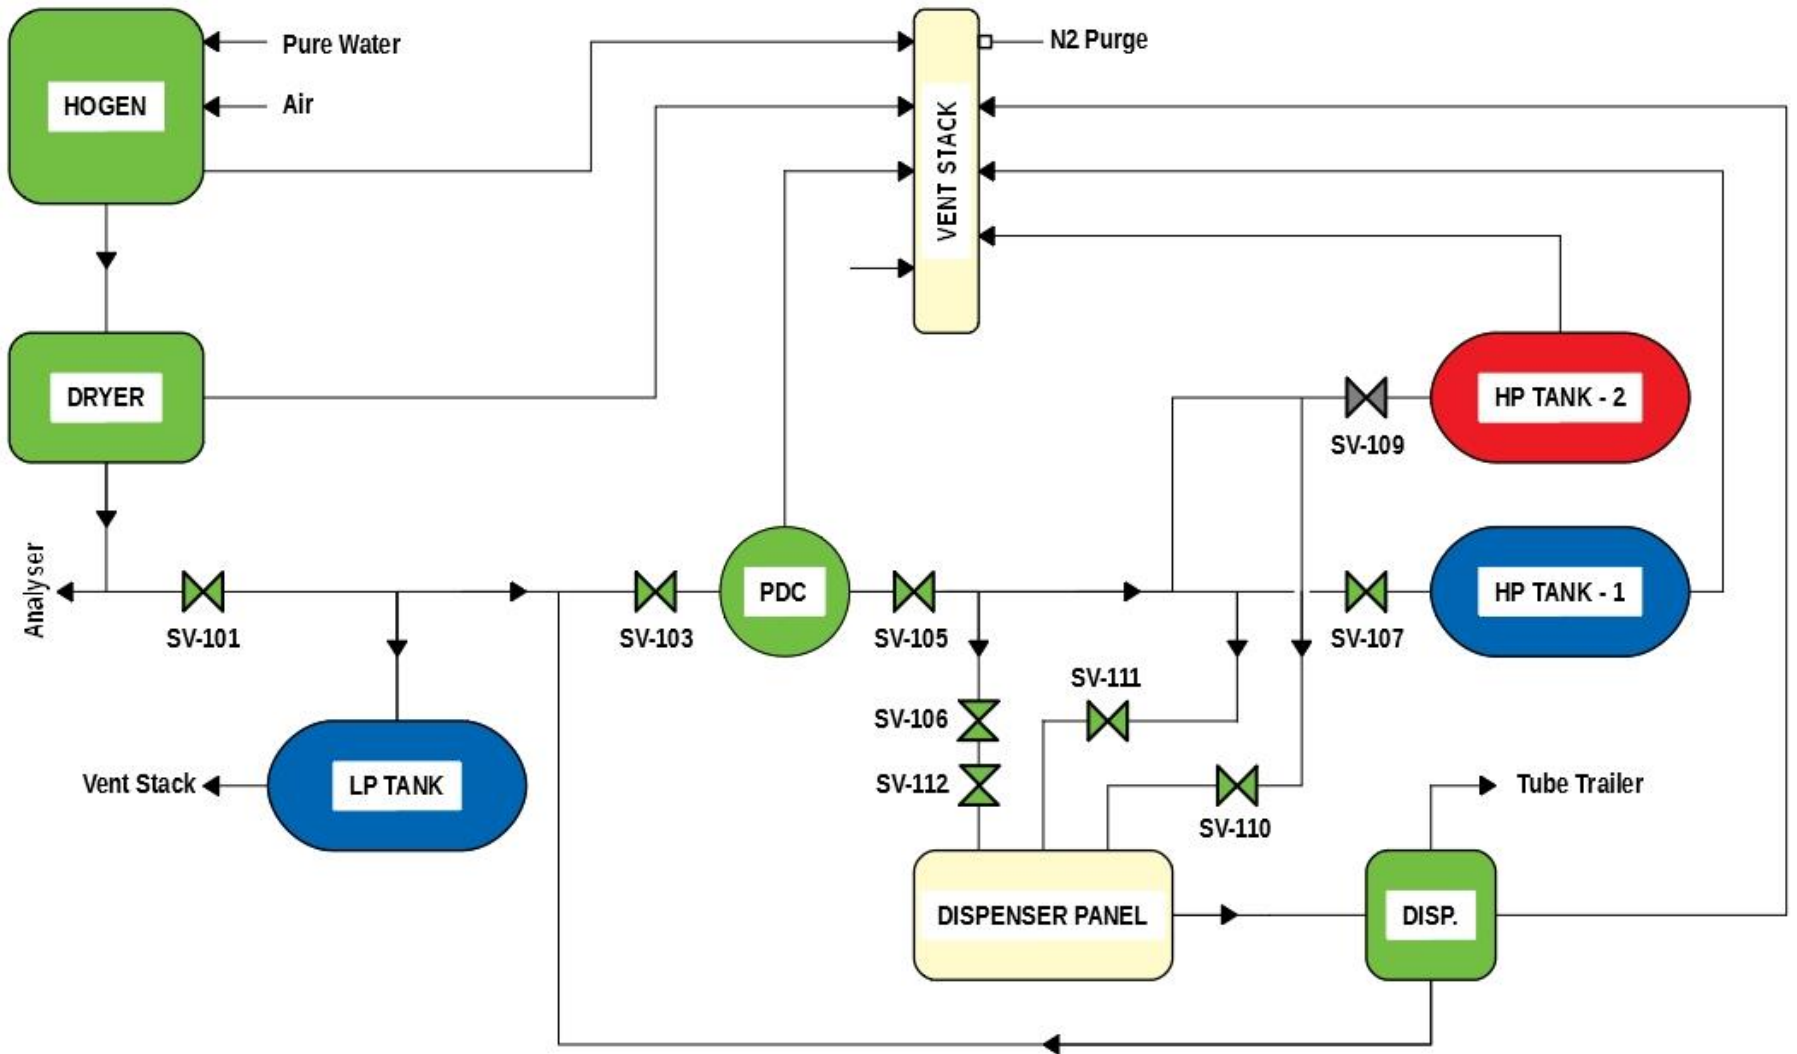 Pure Water
N2 Purge
HOGEN
Air
VENT STACK
DRYER
HP TANK - 2
SV-109
Analyser
PDC
HP TANK - 1
SV-101
SV-103
SV-105
SV-107
SV-111
SV-106
Vent Stack
LP TANK
SV-112
Tube Trailer
SV-110
DISPENSER PANEL
DISP.